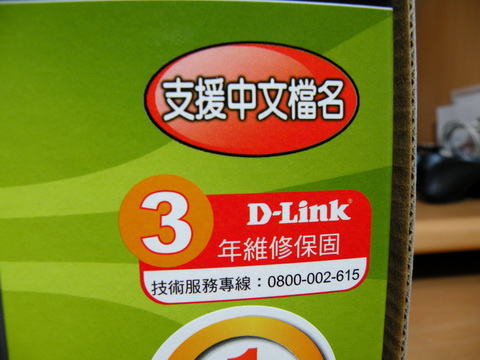 支援中文檔名
D-Link
3
年維修保固
技術服務專線：0800-002-615
1